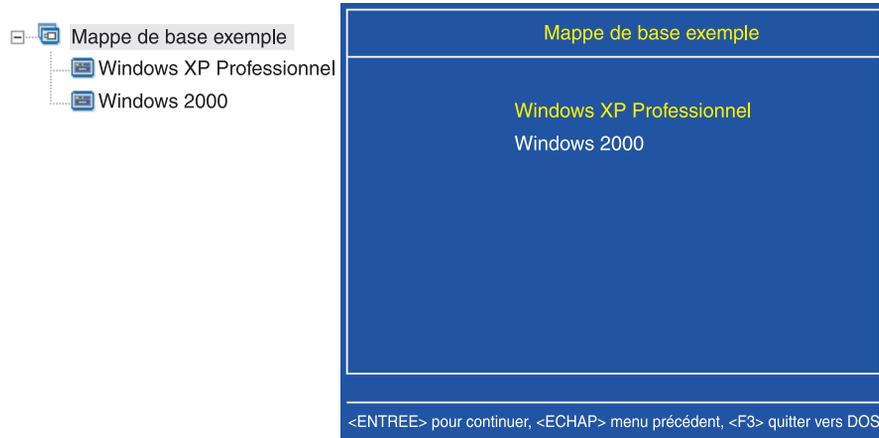 Mappe de base exemple
Windows XP Professionnel
Windows 2000
Mappe de base exemple
Windows XP Professionnel
Windows 2000
<ENTREE> pour continuer, <ECHAP> menu précédent, <F3> quitter vers DOS